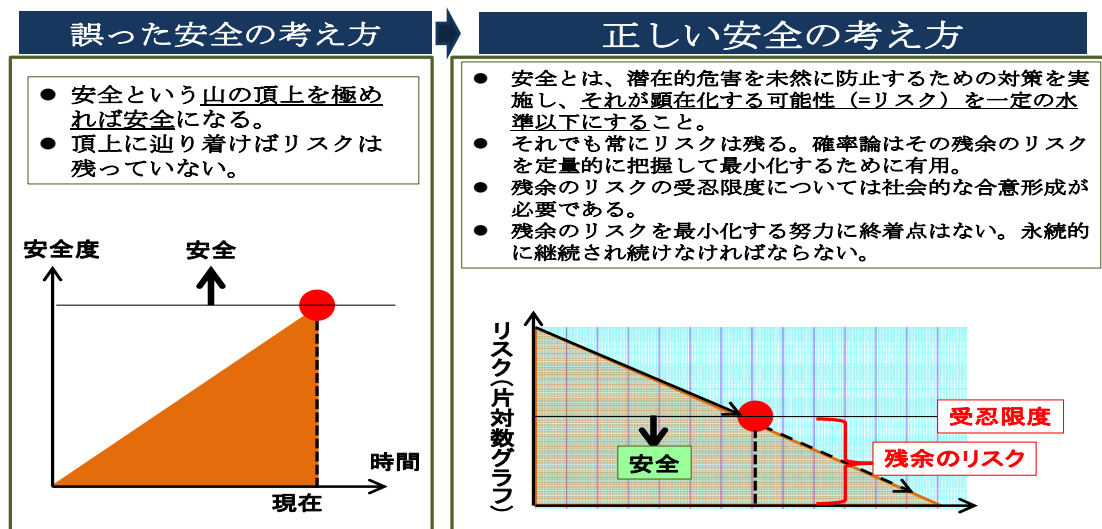 誤った安全の考え方
● 安全という山の頂上を極め
れば安全になる。
● 頂上に辿り着けばリスクは
残っていない。
安全度
安全
時間
現在
正しい安全の考え方
● 安全とは、潜在的危害を未然に防止するための対策を実
施し、それが顕在化する可能性（=リスク）を一定の水
準以下にすること。
● それでも常にリスクは残る。確率論はその残余のリスク
を定量的に把握して最小化するために有用。
● 残余のリスクの受忍限度については社会的な合意形成が
必要である。
● 残余のリスクを最小化する努力に終着点はない。永続的
に継続され続けなければならない。
リスク(片対数グラフ)
受忍限度
安全
残余のリスク